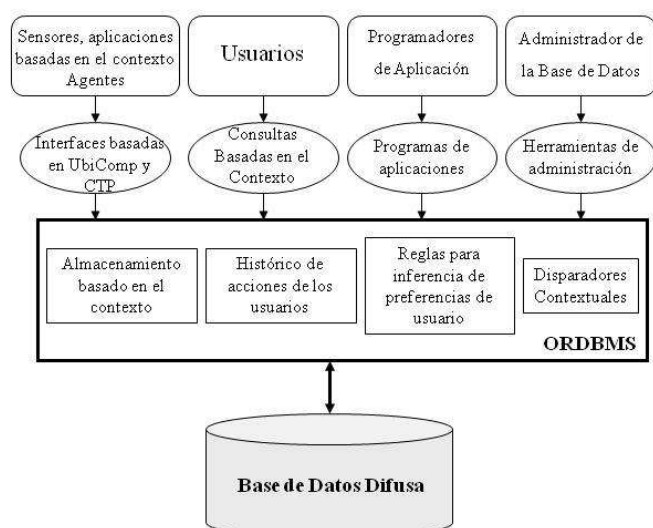 Sensores, aplicaciones
basadas en el contexto
Agentes
Usuarios
Programadores
de Aplicación
Administrador de
la Base de Datos
Interfaces basadas
en UbiComp y
CTP
Consultas
Basadas en el
Contexto
Programas de
aplicaciones
Herramientas de
administración
Almacenamiento
basado en el
contexto
Histórico de
acciones de los
usuarios
Reglas para
inferencia de
preferencias de
usuario
Disparadores
Contextuales
ORDBMS
Base de Datos Difusa